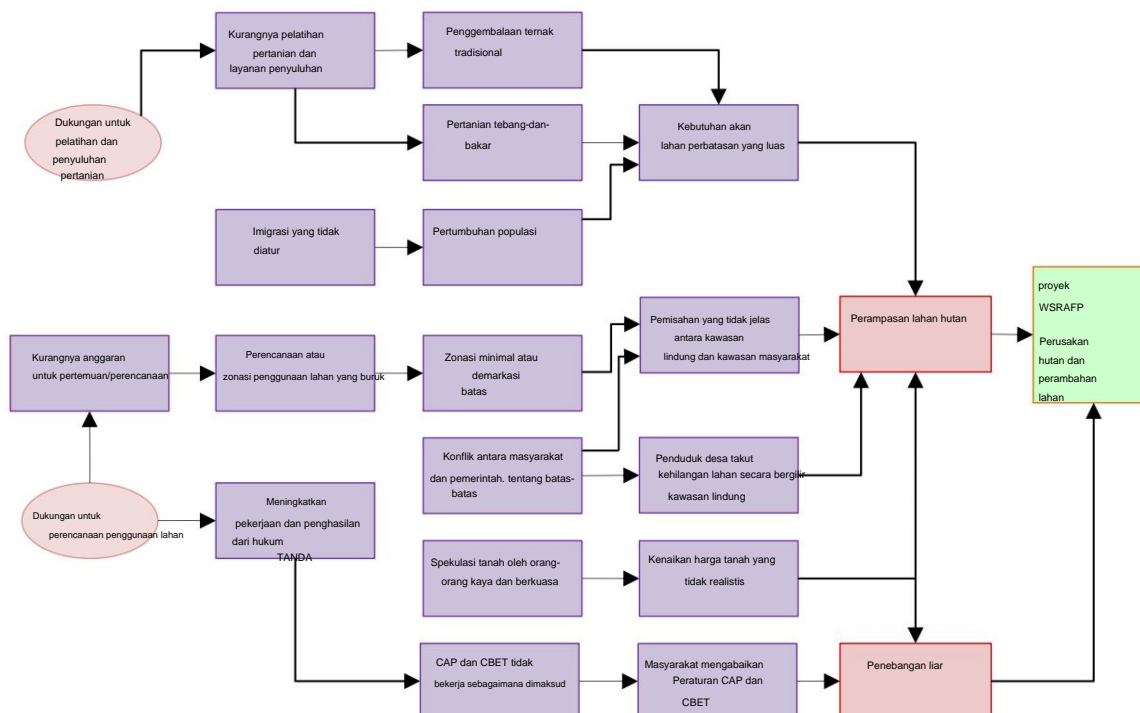 Kurangnya pelatihan
pertanian dan
layanan penyuluhan
Penggembalaan ternak
tradisional
Dukungan untuk
pelatihan dan
penyuluhan
pertanian
Pertanian tebang-dan-
bakar
Kebutuhan akan
lahan perbatasan yang luas
Imigrasi yang tidak
diatur
Pertumbuhan populasi
proyek
WSRAFP
Perusakan
hutan dan
perambahan
lahan
Kurangnya anggaran
untuk pertemuan/perencanaan
Perencanaan atau
zonasi penggunaan lahan yang buruk
Zonasi minimal atau
demarkasi
batas
Pemisahan yang tidak jelas
antara kawasan
lindung dan kawasan masyarakat
Perampasan lahan hutan
Konflik antara masyarakat
dan pemerintah. tentang batas-
batas
Penduduk desa takut
kehilangan lahan secara bergilir
kawasan lindung
Dukungan untuk
perencanaan penggunaan lahan
Meningkatkan
pekerjaan dan penghasilan
dari hukum
TANDA
Spekulasi tanah oleh orang-
orang kaya dan berkuasa
Kenaikan harga tanah yang
tidak realistis
CAP dan CBET tidak
bekerja sebagaimana dimaksud
Masyarakat mengabaikan
Peraturan CAP dan
CBET
Penebangan liar